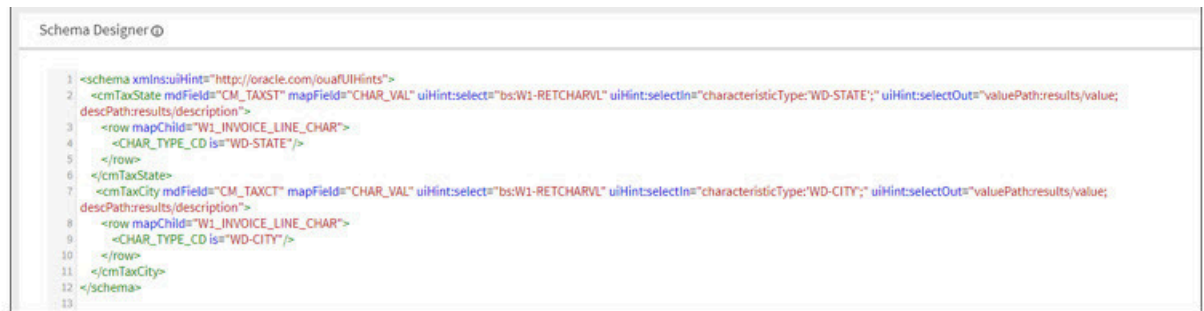 Schema Designer
1 <schema xmlns:uiHint="http://oracle.com/ouafUIHints">
2 <cmTaxState mdField="CM_TAXST" mapField="CHAR_VAL" uiHint:select="bs:W1-RETCHARVL" uiHint:selectIn="characteristicType:'WD-STATE';" uiHint:selectOut="valuePath:results/value;
descPath:results/description">
3 <row mapChild="W1_INVOICE_LINE_CHAR">
4 <CHAR_TYPE_CD is="WD-STATE"/>
5 </row>
6 </cmTaxState>
7 <cmTaxCity mdField="CM_TAXCT" mapField="CHAR_VAL" uiHint:select="bs:W1-RETCHARVL" uiHint:selectIn="characteristicType:'WD-CITY';" uiHint:selectOut="valuePath:results/value;
descPath:results/description">
8 <row mapChild="W1_INVOICE_LINE_CHAR">
9 <CHAR_TYPE_CD is="WD-CITY"/>
10 </row>
11 </cmTaxCity>
12 </schema>
13